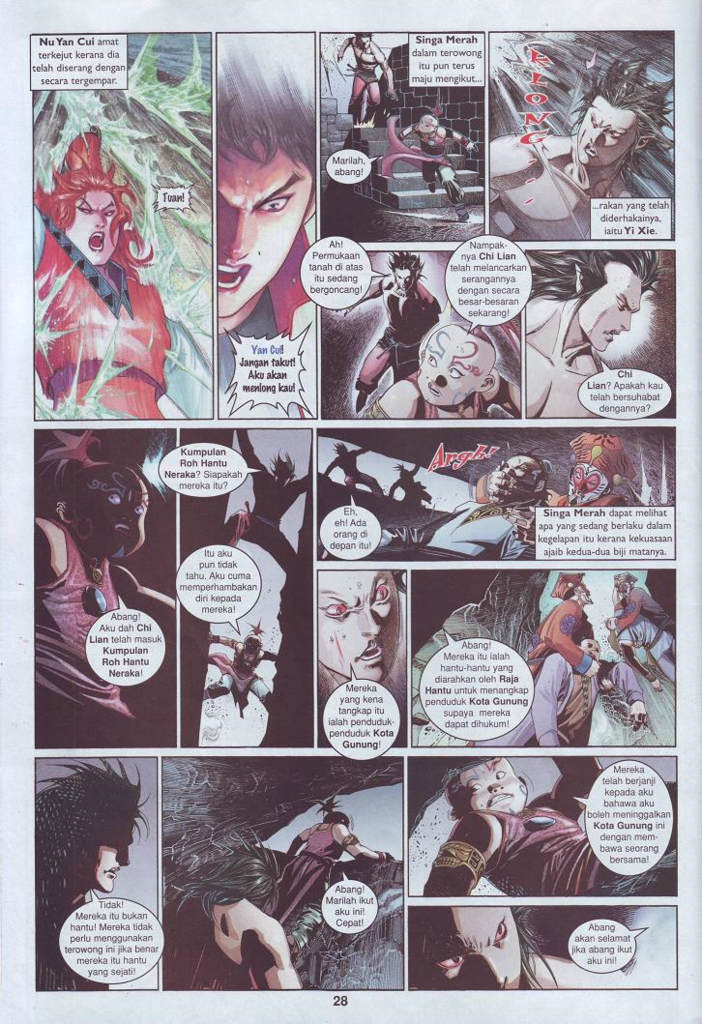 Nu Yan Cui amat
terkejut kerana dia
telah diserang dengan
secara tergempar.
Tuan!
Yan Cui!
Jangan takut!
Aku akan
menlong kau!
Singa Merah
dalam terowong
itu pun terus
maju mengikut...
Marilah,
abang!
KLONG
...rakan yang telah
diderhakainya,
iaitu Yi Xie.
Ah!
Permukaan
tanah di atas
itu sedang
bergoncang!
Nampak-
nya Chi Lian
telah melancarkan
serangannya
dengan secara
besar-besaran
sekarang!
Chi
Lian? Apakah kau
telah bersuhabat
dengannya?
Abang!
Aku dah Chi
Lian telah masuk
Kumpulan
Roh Hantu
Neraka!
Kumpulan
Roh Hantu
Neraka? Siapakah
mereka itu?
Itu aku
pun tidak
tahu. Aku cuma
memperhambakan
diri kepada
mereka!
Eh,
eh! Ada
orang di
depan itu!
Argh!
Singa Merah dapat melihat
apa yang sedang berlaku dalam
kegelapan itu kerana kekuasaan
ajaib kedua-dua biji matanya.
Mereka
yang kena
tangkap itu
ialah penduduk-
penduduk Kota
Gunung!
Abang!
Mereka itu ialah
hantu-hantu yang
diarahkan oleh Raja
Hantu untuk menangkap
penduduk Kota Gunung
supaya mereka
dapat dihukum!
Tidak!
Mereka itu bukan
hantu! Mereka tidak
perlu menggunakan
terowong ini jika benar
mereka itu hantu
yang sejati!
Abang!
Marilah ikut
aku ini!
Cepat!
Mereka
telah berjanji
kepada aku
bahawa aku
boleh meninggalkan
Kota Gunung ini
dengan mem-
bawa seorang
bersama!
Abang
akan selamat
jika abang ikut
aku ini!
28